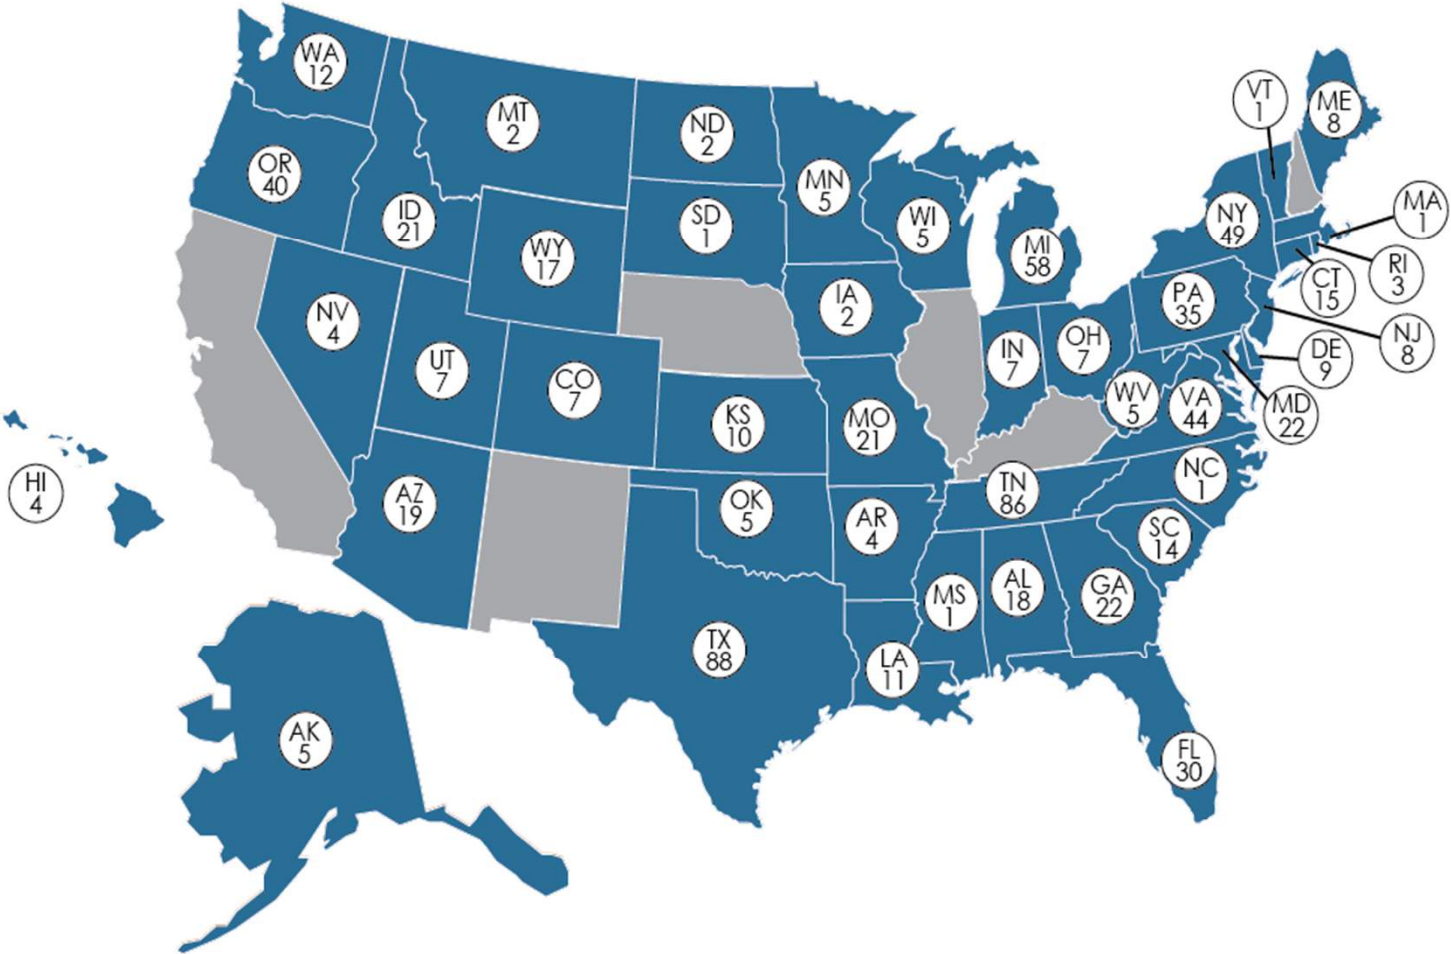 WA
12
MT
2
ND
2
VT
1
ME
8
OR
40
ID
21
MN
5
SD
1
WI
5
NY
49
MA
1
WY
17
MI
58
RI
3
CT
15
NV
4
IA
2
PA
35
UT
7
IN
7
OH
7
NJ
8
DE
9
CO
7
KS
10
MO
21
WV
5
VA
44
MD
22
HI
4
AZ
19
OK
5
AR
4
TN
86
NC
1
SC
14
MS
1
AL
18
GA
22
TX
88
LA
11
AK
5
FL
30